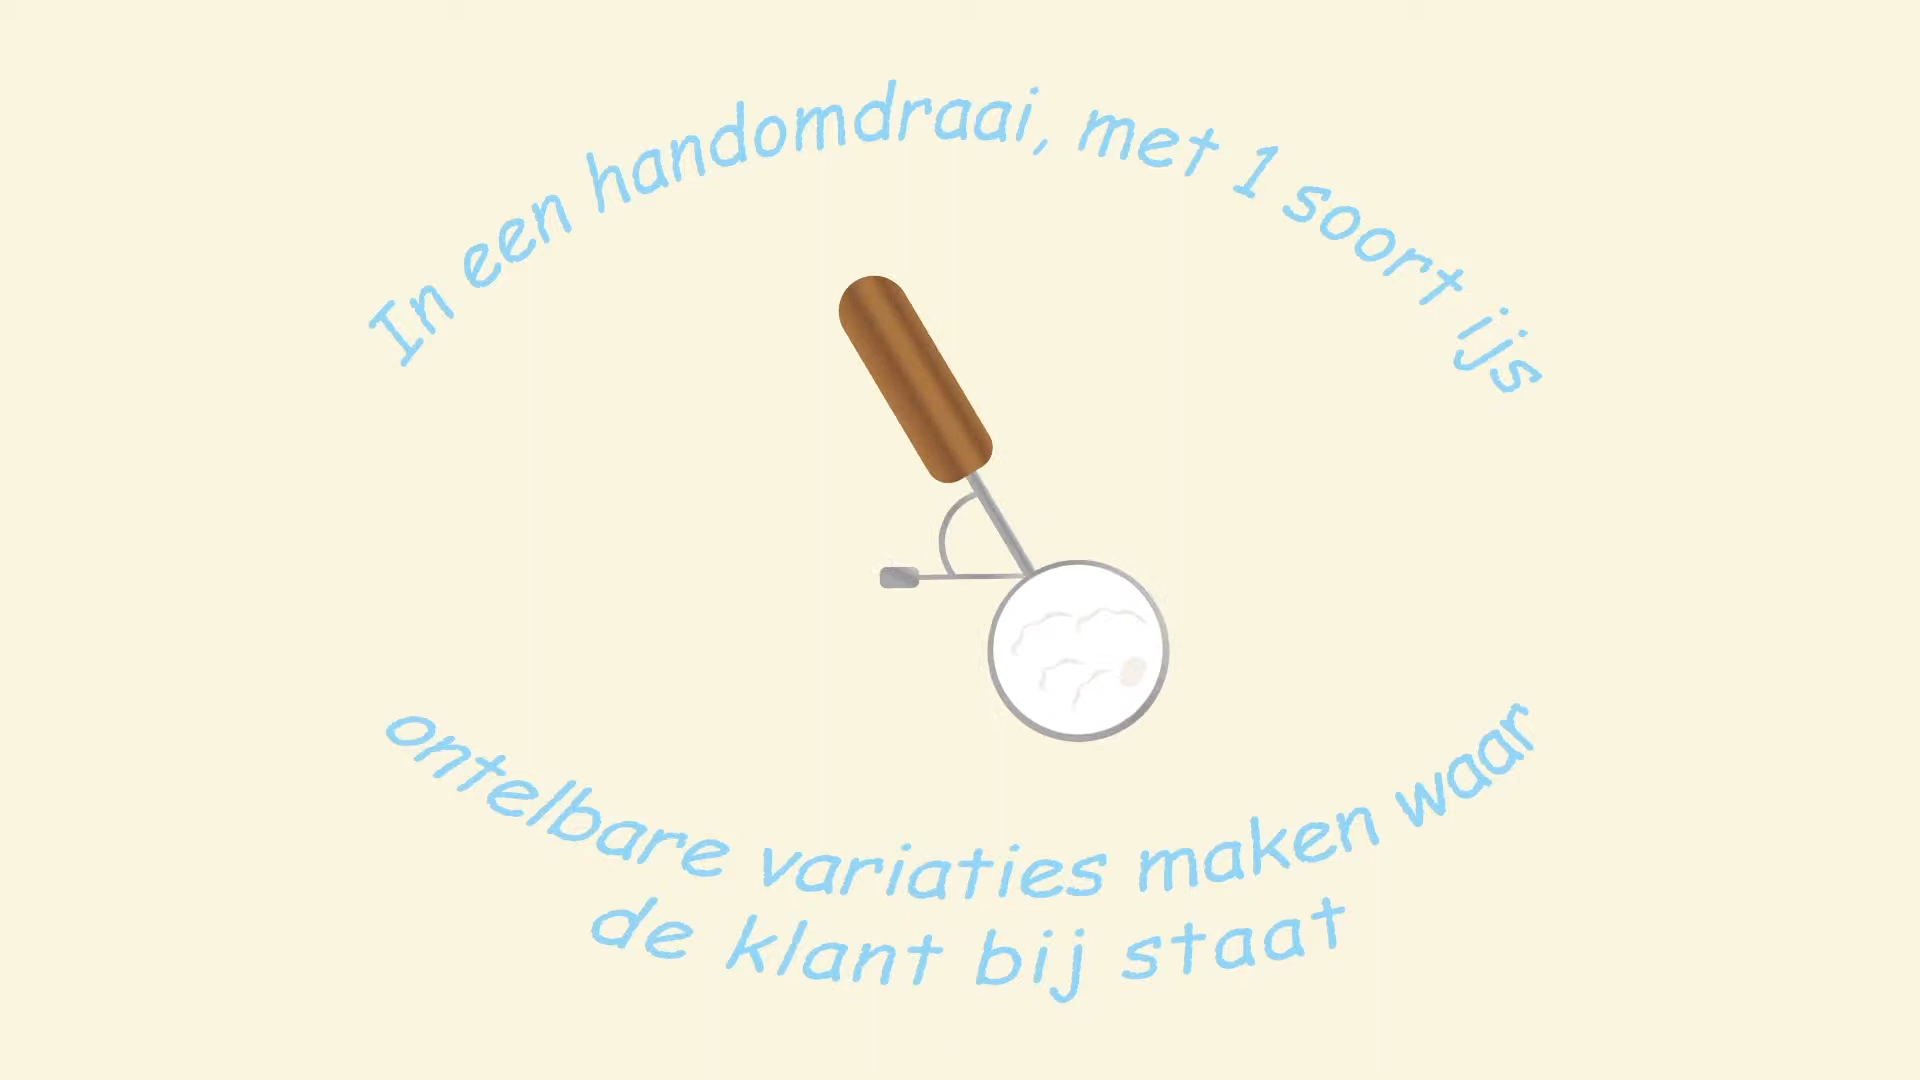 In een handomdraai, met 1 soort ijs
ontelbare variaties maken waar
de klant bij staat